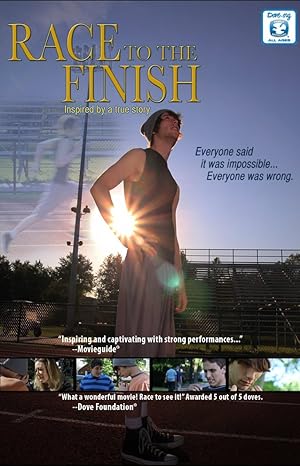 Dove.org
ALL AGES
RACE TO THE
FINISH
Inspired by a true story
Everyone said
it was impossible...
Everyone was wrong.
"Inspiring and captivating with strong performances..."
--Movieguide®
"What a wonderful movie! Race to see it!" Awarded 5 out of 5 doves.
--Dove Foundation®